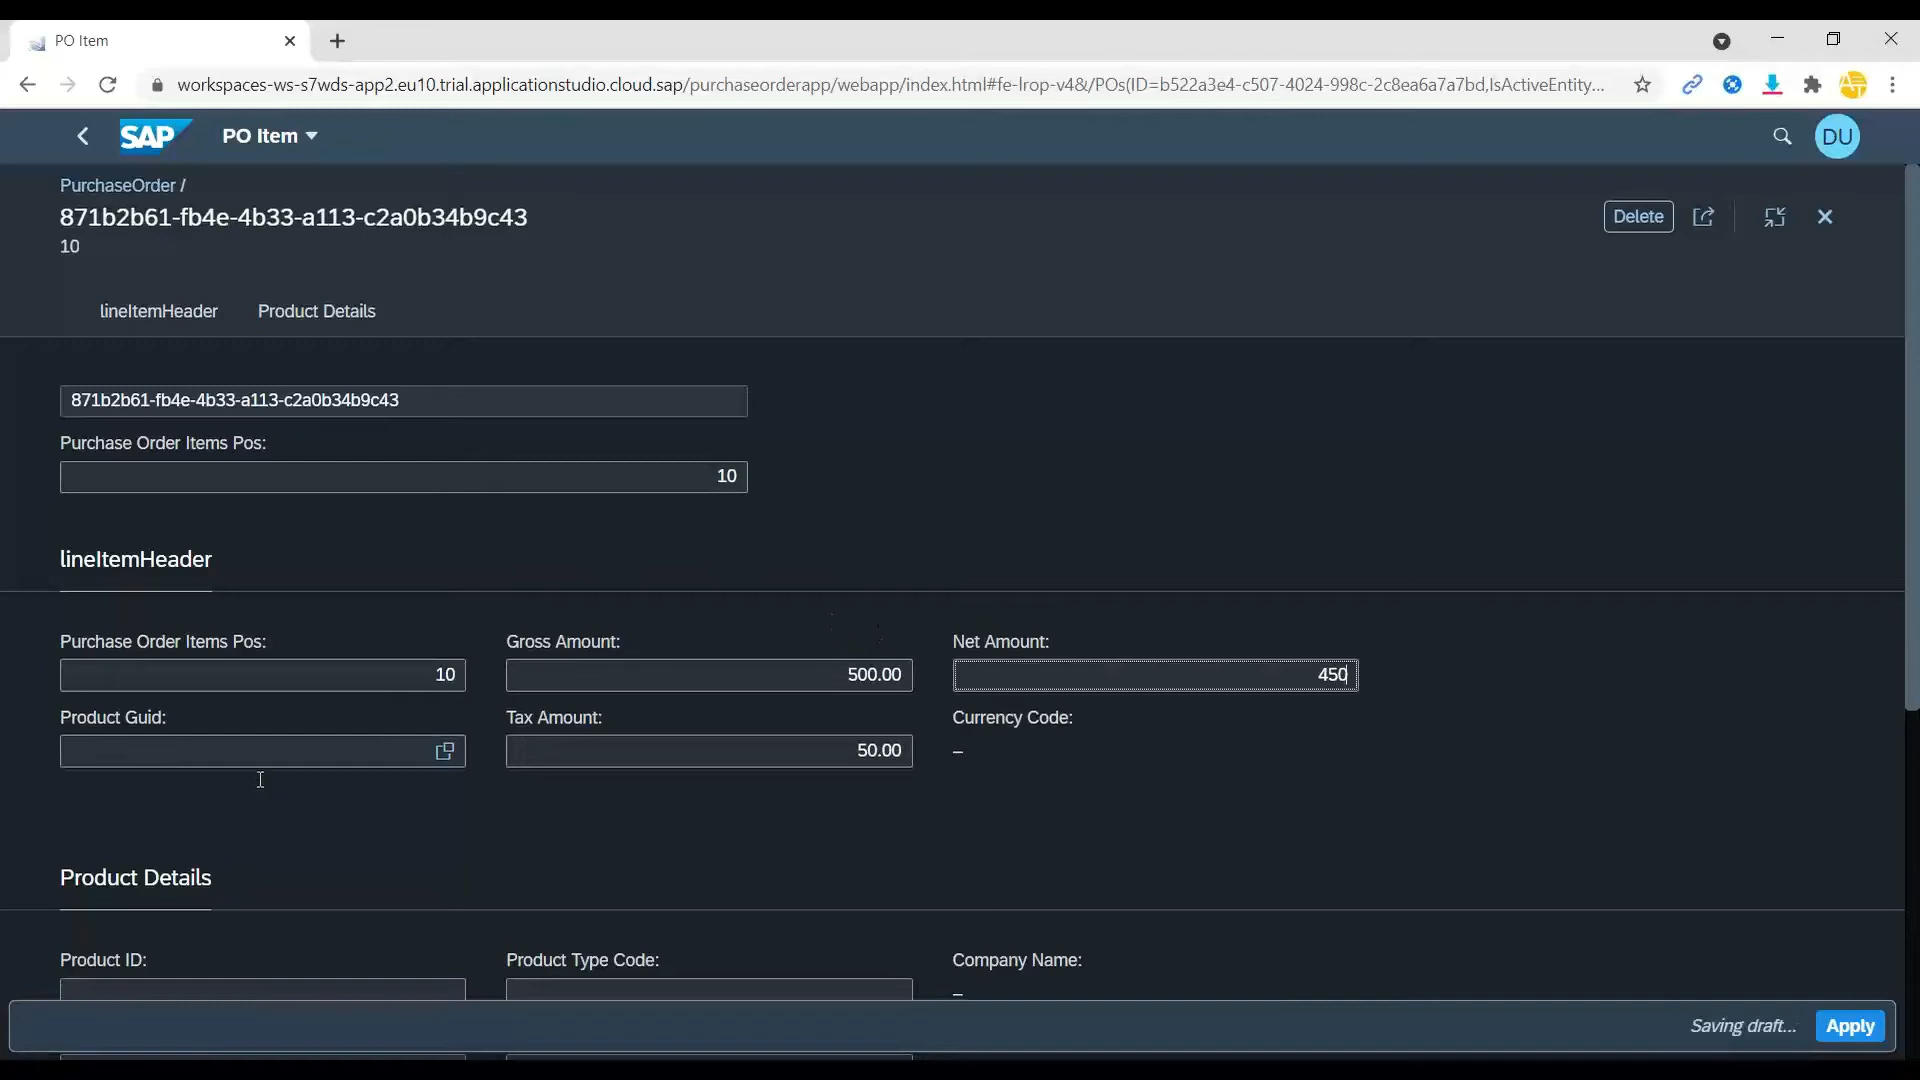 PO Item
workspaces-ws-s7wds-app2.eu10.trial.applicationstudio.cloud.sap/purchaseorderapp/webapp/index.html#fe-lrop-v4&/POs(ID=b522a3e4-c507-4024-998c-2c8ea6a7a7bd,IsActiveEntity...
SAP PO Item DU
PurchaseOrder /
871b2b61-fb4e-4b33-a113-c2a0b34b9c43
Delete
10
lineItemHeader Product Details
871b2b61-fb4e-4b33-a113-c2a0b34b9c43
Purchase Order Items Pos:
10
lineItemHeader
Purchase Order Items Pos: Gross Amount: Net Amount:
10 500.00 450
Product Guid: Tax Amount: Currency Code:
50.00 –
Product Details
Product ID: Product Type Code: Company Name:
–
Saving draft... Apply